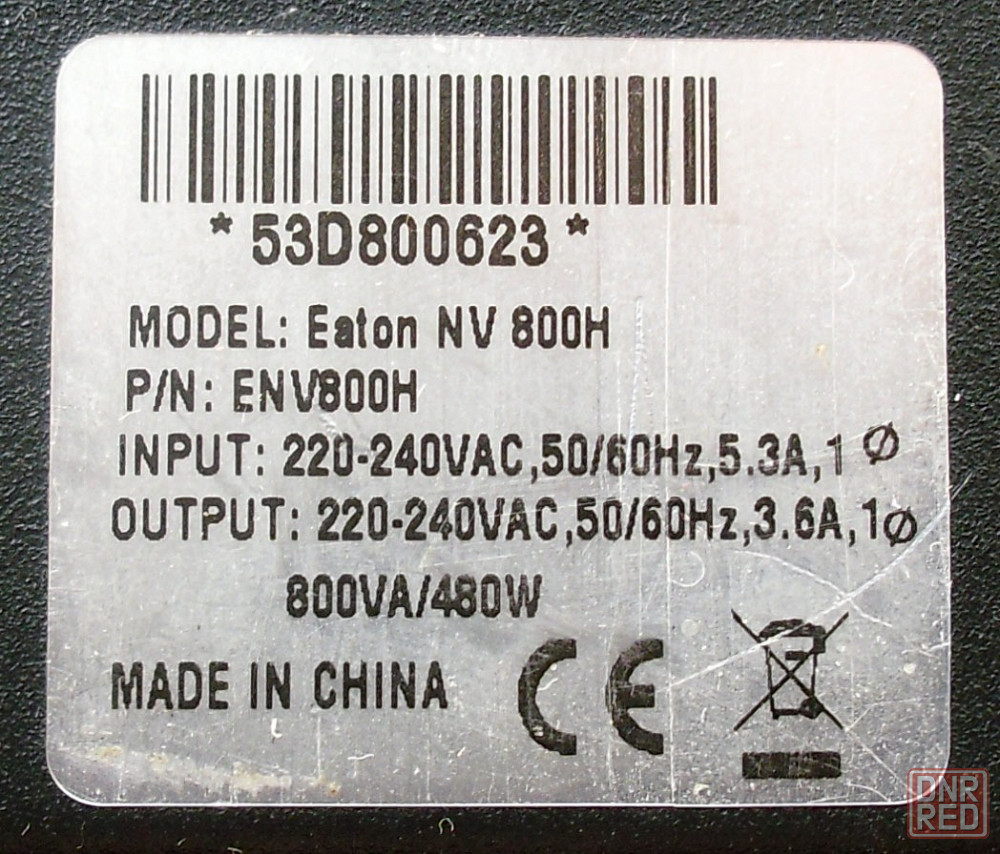 * 53D800623 *
MODEL: Eaton NV 800H
P/N: ENV800H
INPUT: 220-240VAC,50/60Hz,5.3A,1 Ø
OUTPUT: 220-240VAC,50/60Hz,3.6A,1Ø
800VA/480W
MADE IN CHINA
CE
DNR
RED